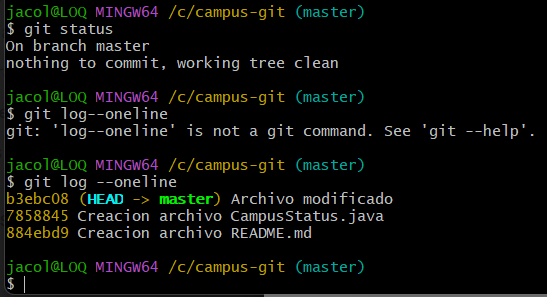 jacol@LOQ MINGW64 /c/campus-git (master)
$ git status
On branch master
nothing to commit, working tree clean
jacol@LOQ MINGW64 /c/campus-git (master)
$ git log--oneline
git: 'log--oneline' is not a git command. See 'git --help'.
jacol@LOQ MINGW64 /c/campus-git (master)
$ git log --oneline
b3ebc08 (HEAD -> master) Archivo modificado
7858845 Creacion archivo CampusStatus.java
884ebd9 Creacion archivo README.md
jacol@LOQ MINGW64 /c/campus-git (master)
$